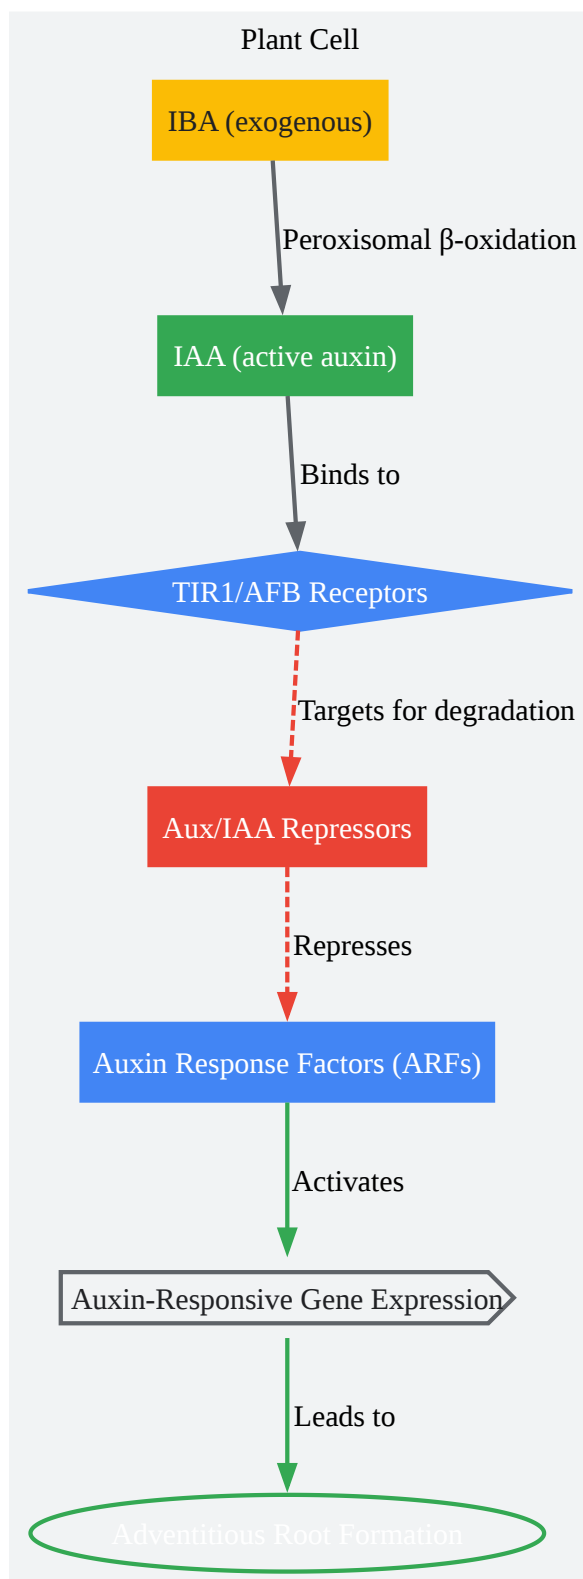 Plant Cell
IBA (exogenous)
Peroxisomal β-oxidation
IAA (active auxin)
Binds to
TIR1/AFB Receptors
Targets for degradation
Aux/IAA Repressors
Represses
Auxin Response Factors (ARFs)
Activates
Auxin-Responsive Gene Expression
Leads to
Adventitious Root Formation